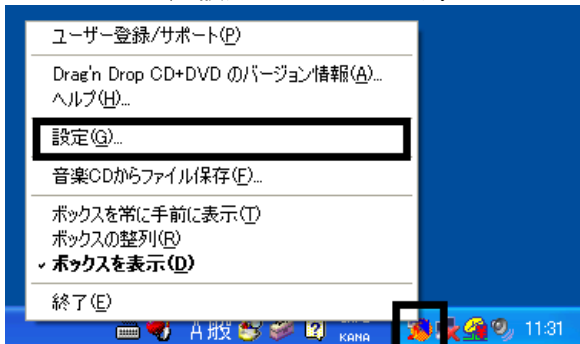 ユーザー登録/サポート(P)
Drag'n Drop CD+DVD のバージョン情報(A)...
ヘルプ(H)...
設定(G)...
音楽CDからファイル保存(F)...
ボックスを常に手前に表示(T)
ボックスの整列(R)
ボックスを表示(D)
終了(E)
A般 KANA 11:31